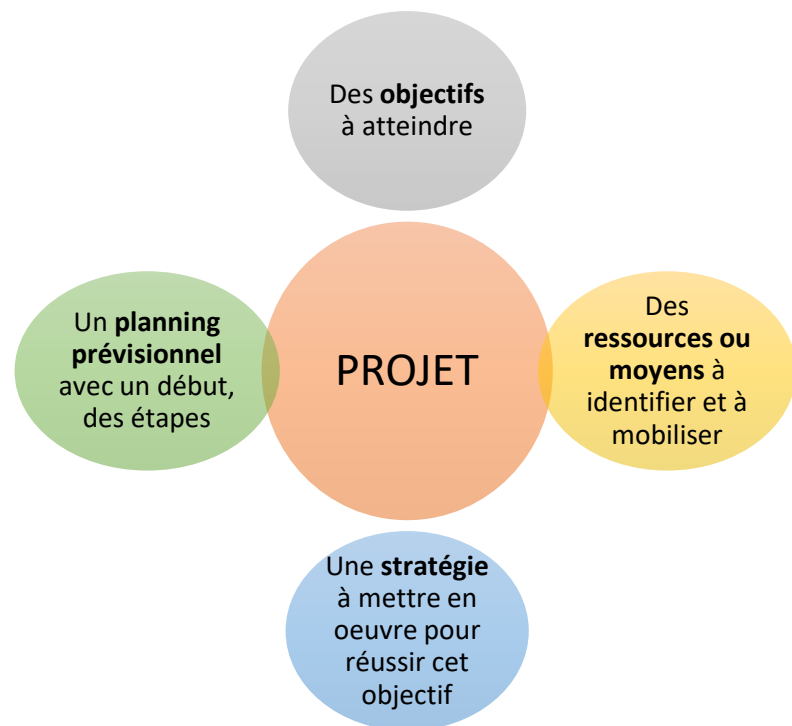 Des objectifs
à atteindre
Un planning
prévisionnel
avec un début,
des étapes
PROJET
Des
ressources ou
moyens à
identifier et à
mobiliser
Une stratégie
à mettre en
oeuvre pour
réussir cet
objectif